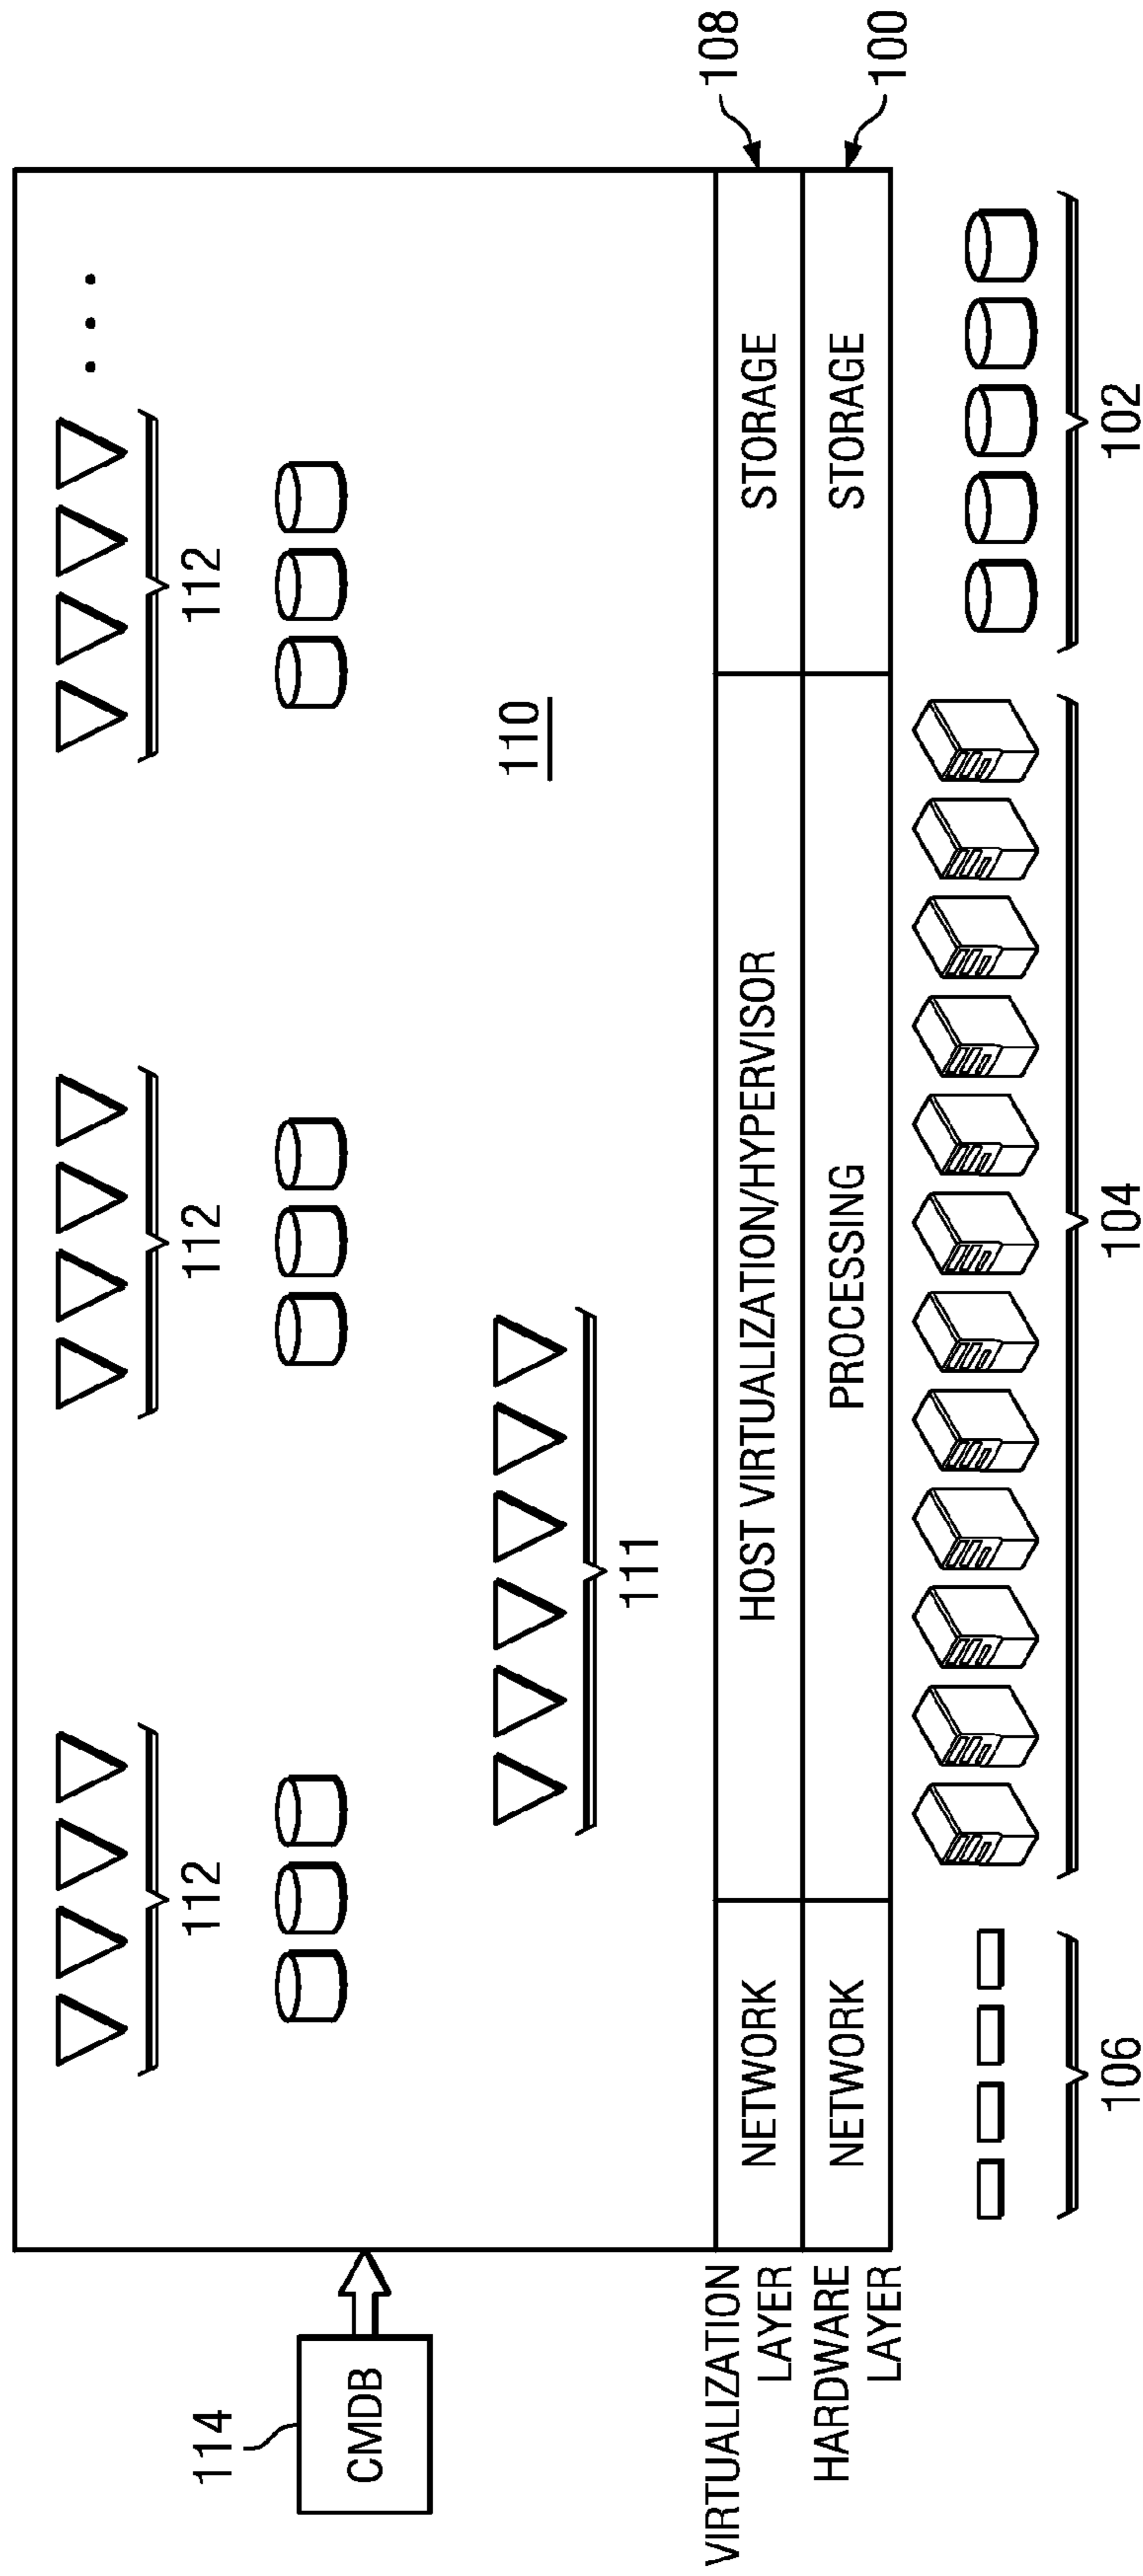 114
CMDB
112
112
112
. . .
110
111
VIRTUALIZATION
LAYER
NETWORK
HOST VIRTUALIZATION/HYPERVISOR
STORAGE
108
HARDWARE
LAYER
NETWORK
PROCESSING
STORAGE
100
106
104
102